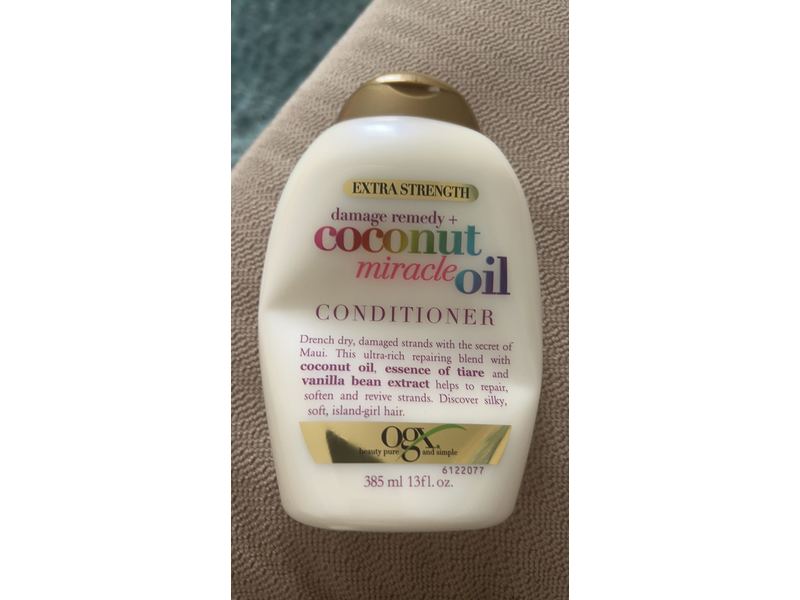 EXTRA STRENGTH
damage remedy +
coconut
miracle oil
CONDITIONER
Drench dry, damaged strands with the secret of
Maui. This ultra-rich repairing blend with
coconut oil, essence of tiare and
vanilla bean extract helps to repair,
soften and revive strands. Discover silky,
soft, island-girl hair.
ogx
beauty pure and simple
6122077
385 ml 13fl. oz.